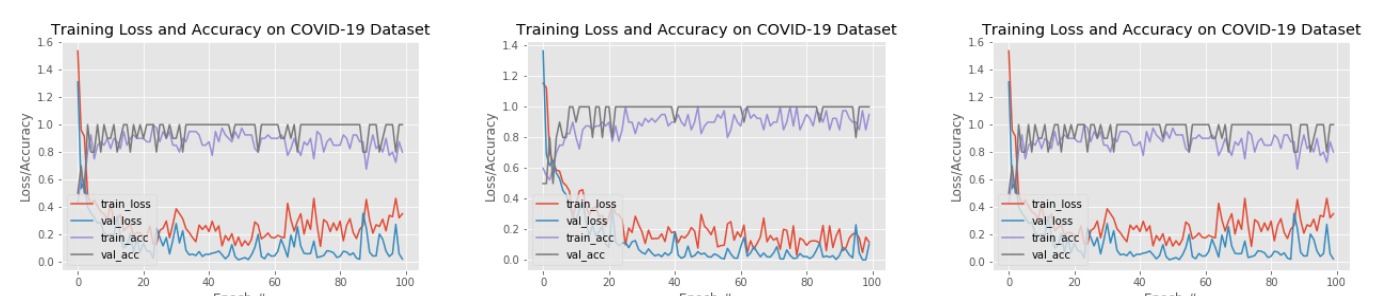 Training Loss and Accuracy on COVID-19 Dataset
1.6
1.4
1.2
1.0
0.8
0.6
0.4
0.2
0.0
Loss/Accuracy
train_loss
val_loss
train_acc
val_acc
0 20 40 60 80 100
Epoch #
Training Loss and Accuracy on COVID-19 Dataset
1.4
1.2
1.0
0.8
0.6
0.4
0.2
0.0
Loss/Accuracy
train_loss
val_loss
train_acc
val_acc
0 20 40 60 80 100
Epoch #
Training Loss and Accuracy on COVID-19 Dataset
1.6
1.4
1.2
1.0
0.8
0.6
0.4
0.2
0.0
Loss/Accuracy
train_loss
val_loss
train_acc
val_acc
0 20 40 60 80 100
Epoch #